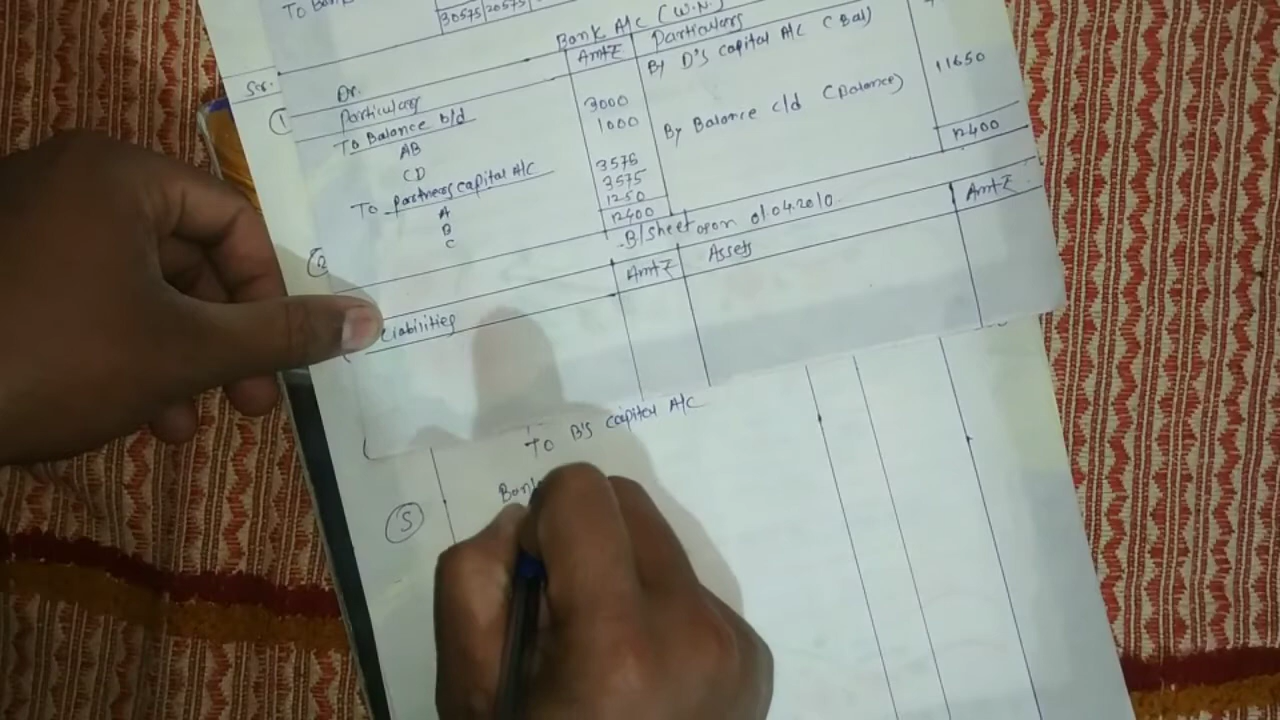 To Bank
30575 20575
Bank A/c (W.N.)
Dr.
Particulars Amt ₹ Particulars
To Balance b/d By D's capital A/c (Bal)
AB 3000
CD 1000 By Balance c/d (Balance) 11650
To partners capital A/c
A 3575
B 3575
C 1250
12400 12400
B/sheet as on 01.04.2010.
Liabilities Amt ₹ Assets Amt ₹
To B's capital A/c
5 Bank